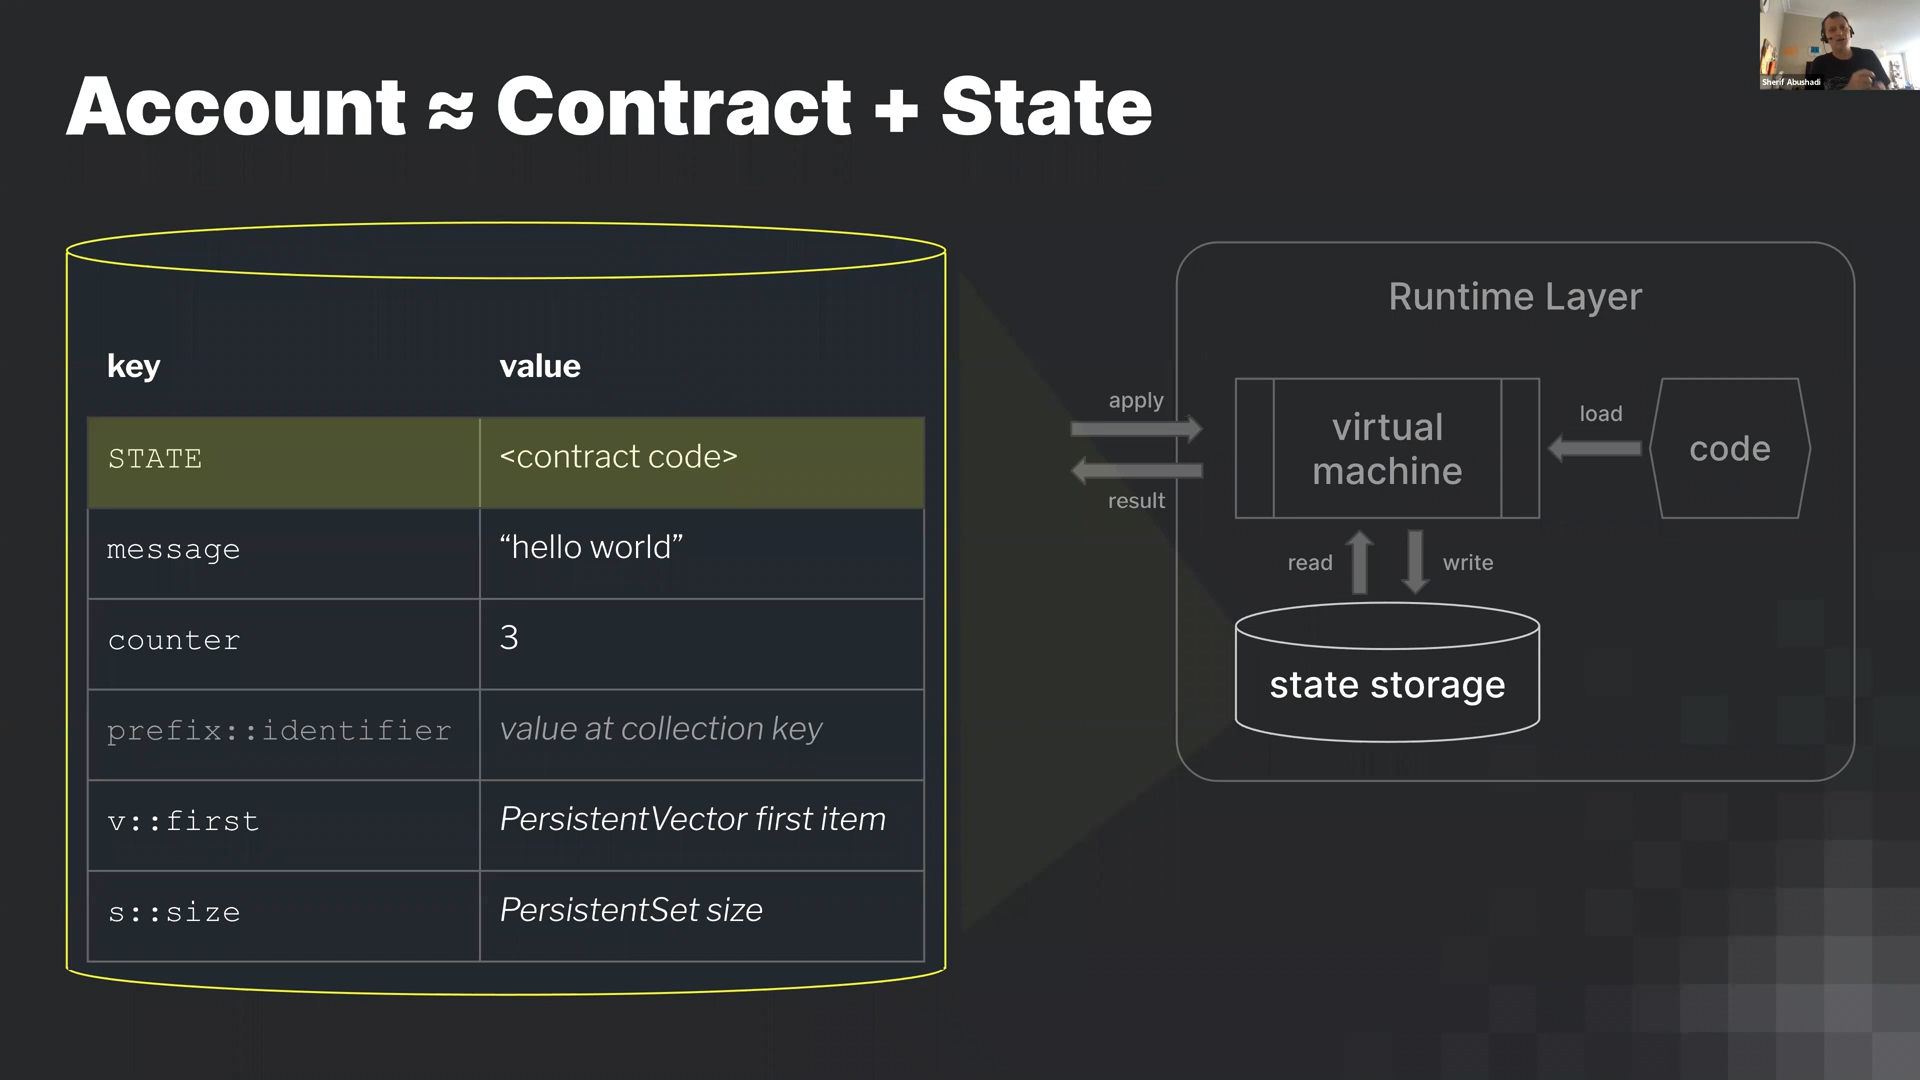 Sherif Abushadi
Account ≈ Contract + State
key value
STATE <contract code>
message “hello world”
counter 3
prefix::identifier value at collection key
v::first PersistentVector first item
s::size PersistentSet size
Runtime Layer
apply
result
virtual
machine
load
code
read
write
state storage